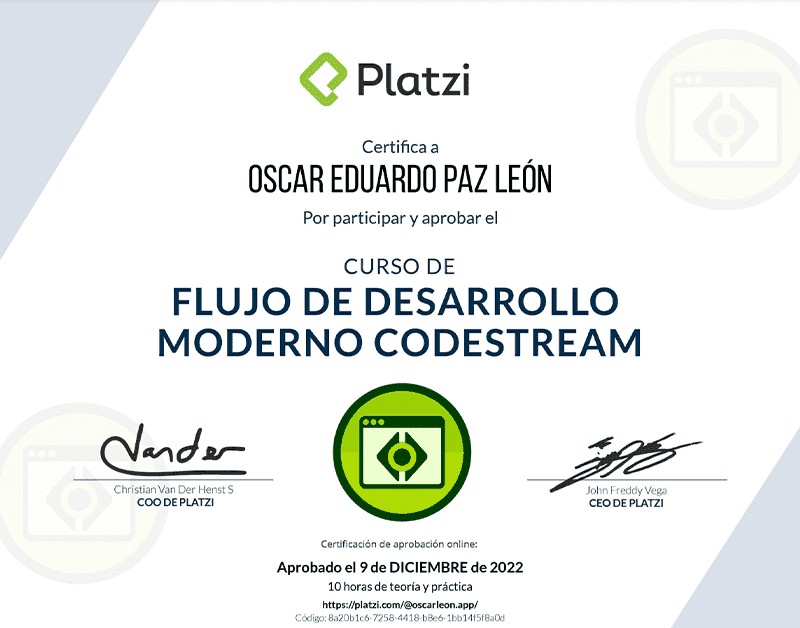 Platzi
Certifica a
OSCAR EDUARDO PAZ LEÓN
Por participar y aprobar el
CURSO DE
FLUJO DE DESARROLLO
MODERNO CODESTREAM
Vander
Christian Van Der Henst S
COO DE PLATZI
John Freddy Vega
CEO DE PLATZI
Certificación de aprobación online:
Aprobado el 9 de DICIEMBRE de 2022
10 horas de teoría y práctica
https://platzi.com/@oscarleon.app/
Código: 8a20b1c6-7258-4418-b8e6-1bb14f5f8a0d